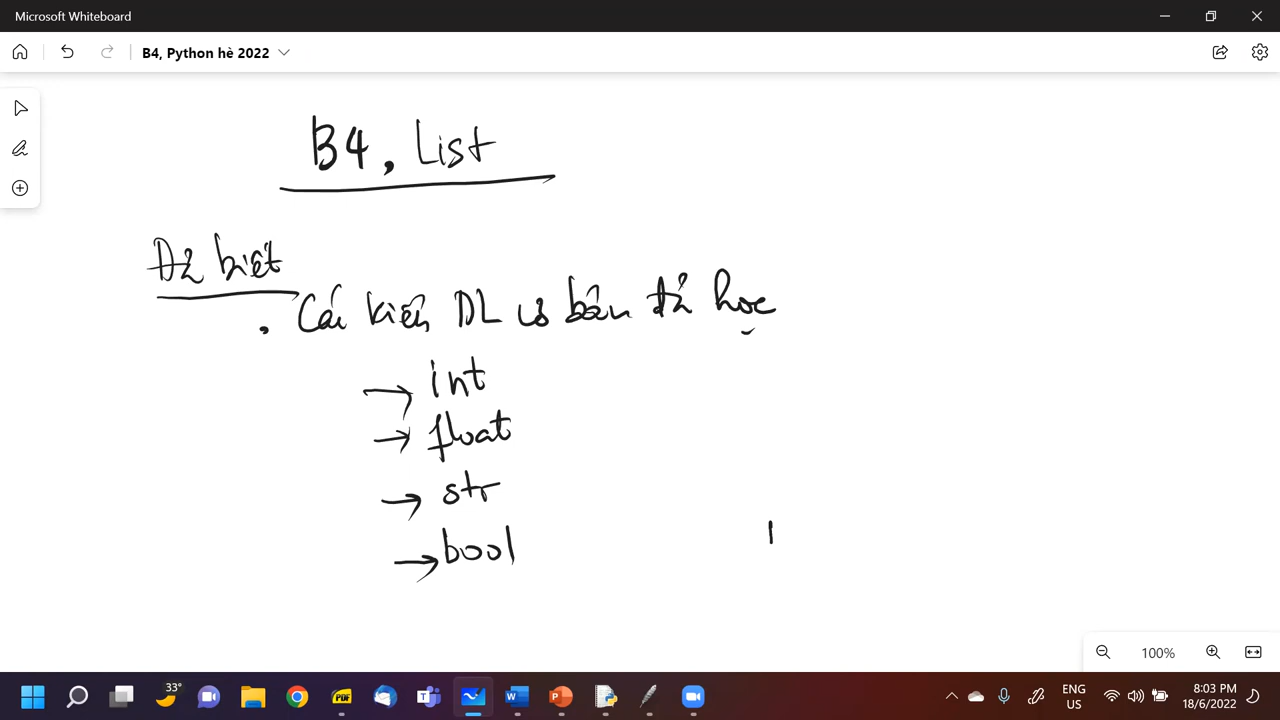 Microsoft Whiteboard
B4, Python hè 2022
B4, List
Đã biết
. Các kiểu DL cơ bản đã học
→ int
→ float
→ str
→ bool
100%
33°
ENG
US
8:03 PM
18/6/2022